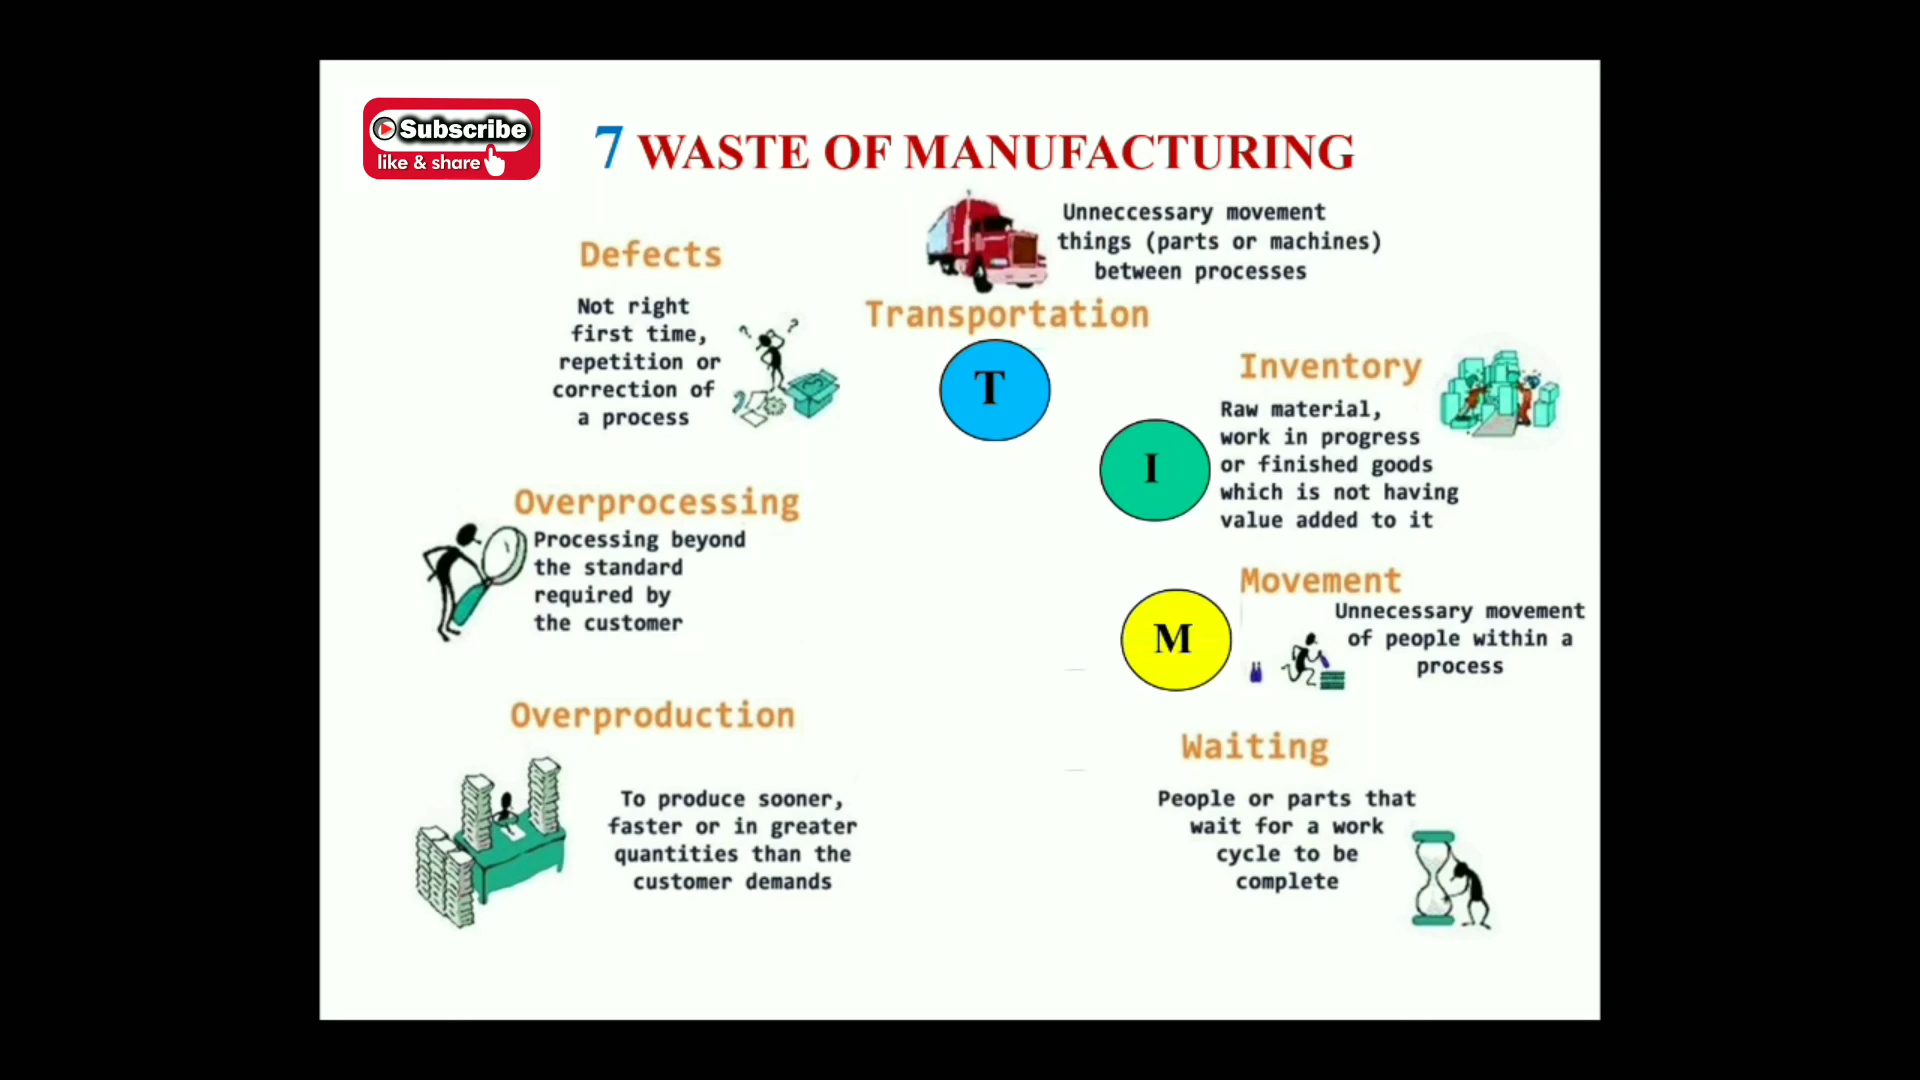 Subscribe
like & share
7 WASTE OF MANUFACTURING
Unneccessary movement
things (parts or machines)
between processes
Transportation
T
Defects
Not right
first time,
repetition or
correction of
a process
Inventory
Raw material,
work in progress
or finished goods
which is not having
value added to it
I
Overprocessing
Processing beyond
the standard
required by
the customer
Movement
Unnecessary movement
of people within a
process
M
Overproduction
To produce sooner,
faster or in greater
quantities than the
customer demands
Waiting
People or parts that
wait for a work
cycle to be
complete